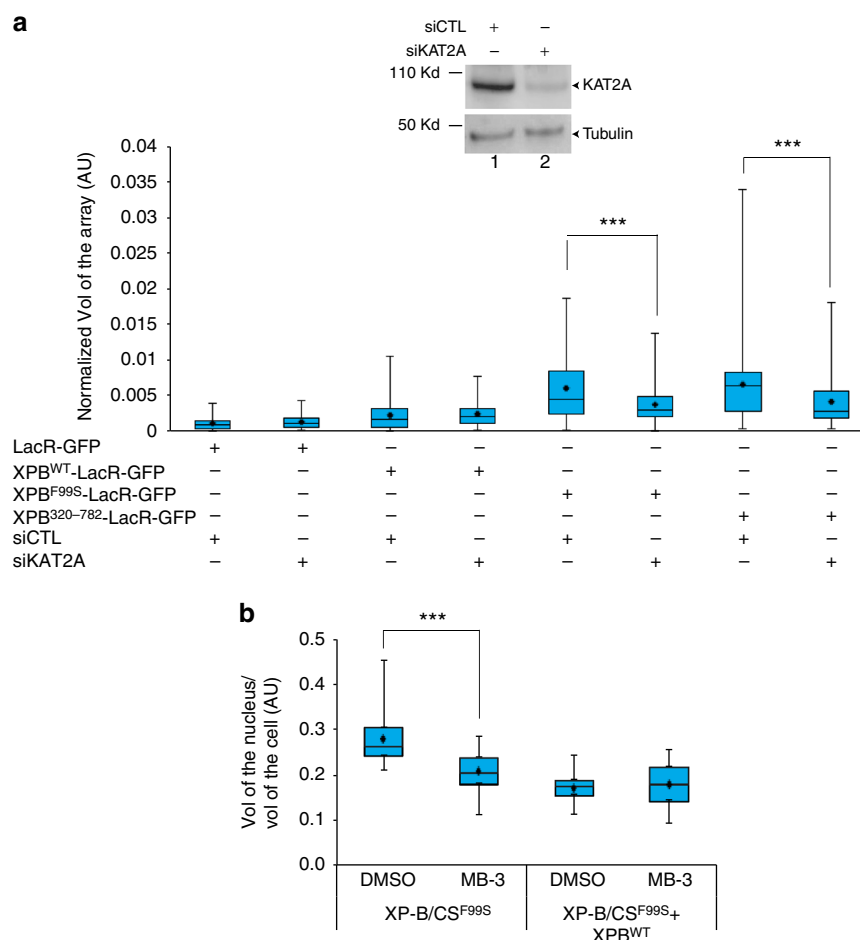 a
siCTL + –
siKAT2A – +
110 Kd
KAT2A
50 Kd
Tubulin
1 2
***
***
0.04
0.035
0.03
0.025
0.02
0.015
0.01
0.005
0
Normalized Vol of the array (AU)
LacR-GFP + + – – – – – –
XPB^WT-LacR-GFP – – + + – – – –
XPB^F99S-LacR-GFP – – – – + + – –
XPB^320–782-LacR-GFP – – – – – – + +
siCTL + – + – + – + –
siKAT2A – + – + – + – +
b
***
0.5
0.4
0.3
0.2
0.1
0.0
Vol of the nucleus/
vol of the cell (AU)
DMSO MB-3 DMSO MB-3
XP-B/CS^F99S XP-B/CS^F99S+
XPB^WT